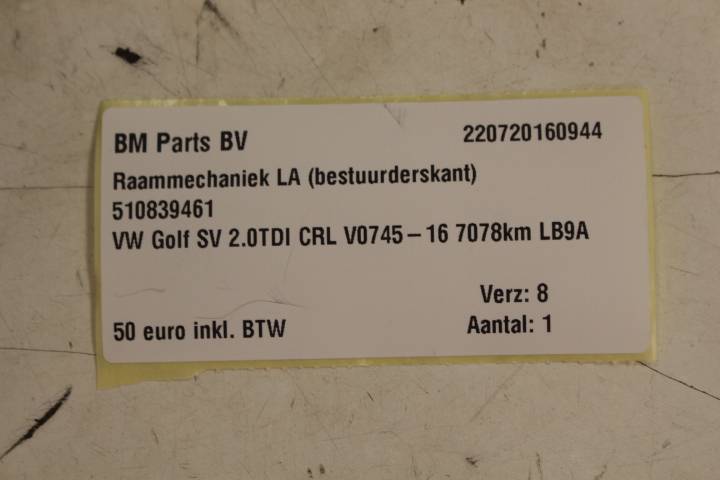 BM Parts BV 220720160944
Raammechaniek LA (bestuurderskant)
510839461
VW Golf SV 2.0TDI CRL V0745–16 7078km LB9A
Verz: 8
50 euro inkl. BTW Aantal: 1